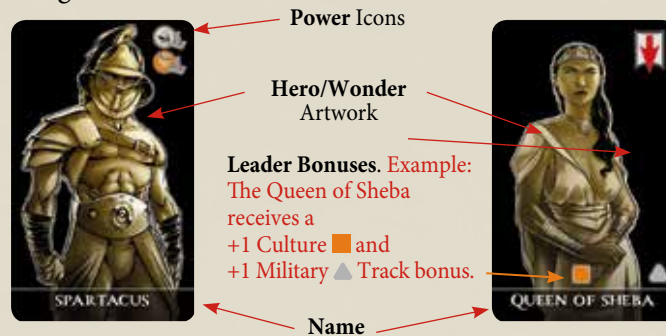 Power Icons
Hero/Wonder
Artwork
Leader Bonuses. Example:
The Queen of Sheba
receives a
+1 Culture and
+1 Military Track bonus.
SPARTACUS
QUEEN OF SHEBA
Name